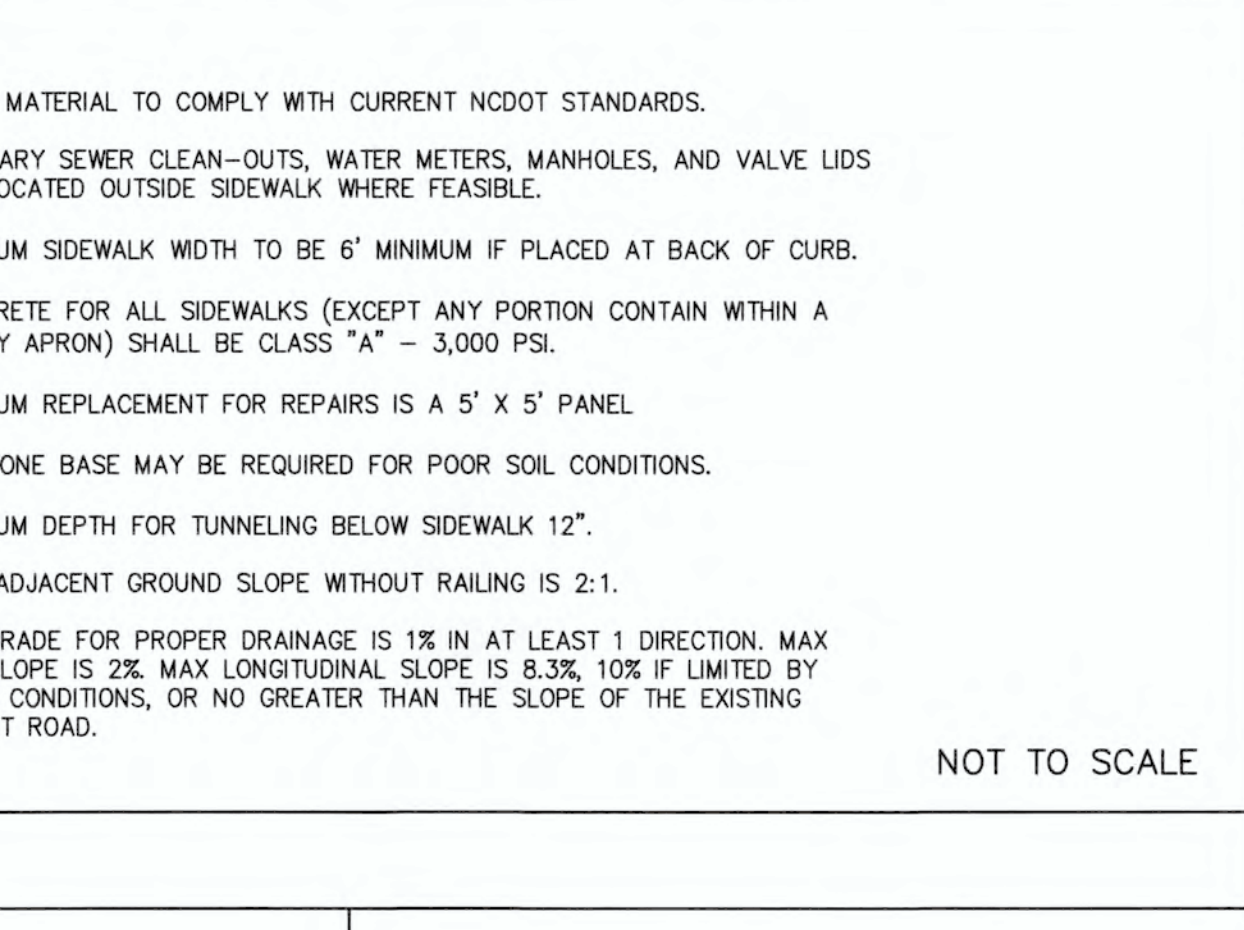 MATERIAL TO COMPLY WITH CURRENT NCDOT STANDARDS.
ARY SEWER CLEAN-OUTS, WATER METERS, MANHOLES, AND VALVE LIDS
OCATED OUTSIDE SIDEWALK WHERE FEASIBLE.
UM SIDEWALK WIDTH TO BE 6' MINIMUM IF PLACED AT BACK OF CURB.
RETE FOR ALL SIDEWALKS (EXCEPT ANY PORTION CONTAIN WITHIN A
Y APRON) SHALL BE CLASS "A" – 3,000 PSI.
UM REPLACEMENT FOR REPAIRS IS A 5' X 5' PANEL
ONE BASE MAY BE REQUIRED FOR POOR SOIL CONDITIONS.
UM DEPTH FOR TUNNELING BELOW SIDEWALK 12".
ADJACENT GROUND SLOPE WITHOUT RAILING IS 2:1.
RADE FOR PROPER DRAINAGE IS 1% IN AT LEAST 1 DIRECTION. MAX
LOPE IS 2%. MAX LONGITUDINAL SLOPE IS 8.3%, 10% IF LIMITED BY
CONDITIONS, OR NO GREATER THAN THE SLOPE OF THE EXISTING
T ROAD.
NOT TO SCALE